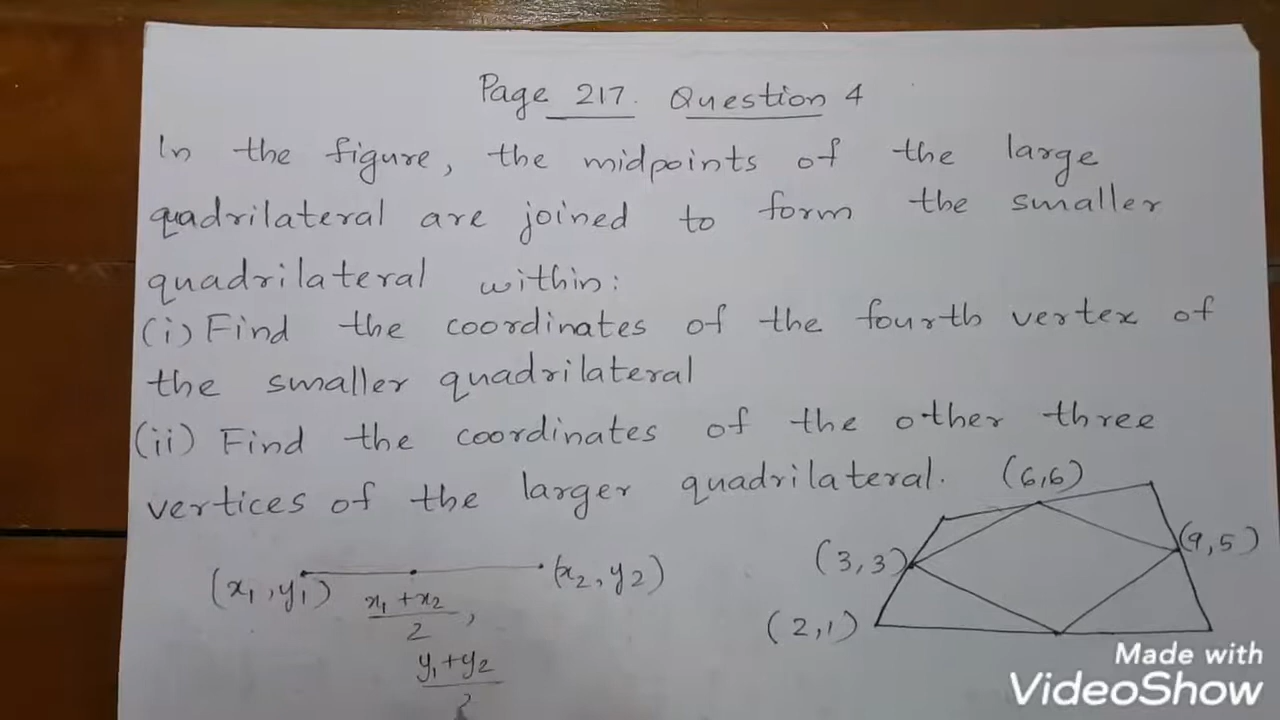 Page 217. Question 4
In the figure, the midpoints of the large
quadrilateral are joined to form the smaller
quadrilateral within:
(i) Find the coordinates of the fourth vertex of
the smaller quadrilateral
(ii) Find the coordinates of the other three
vertices of the larger quadrilateral.
(6,6)
(9,5)
(3,3)
(2,1)
(x₁,y₁)
x₁+x₂
2 ,
y₁+y₂
2
(x₂,y₂)
Made with
VideoShow